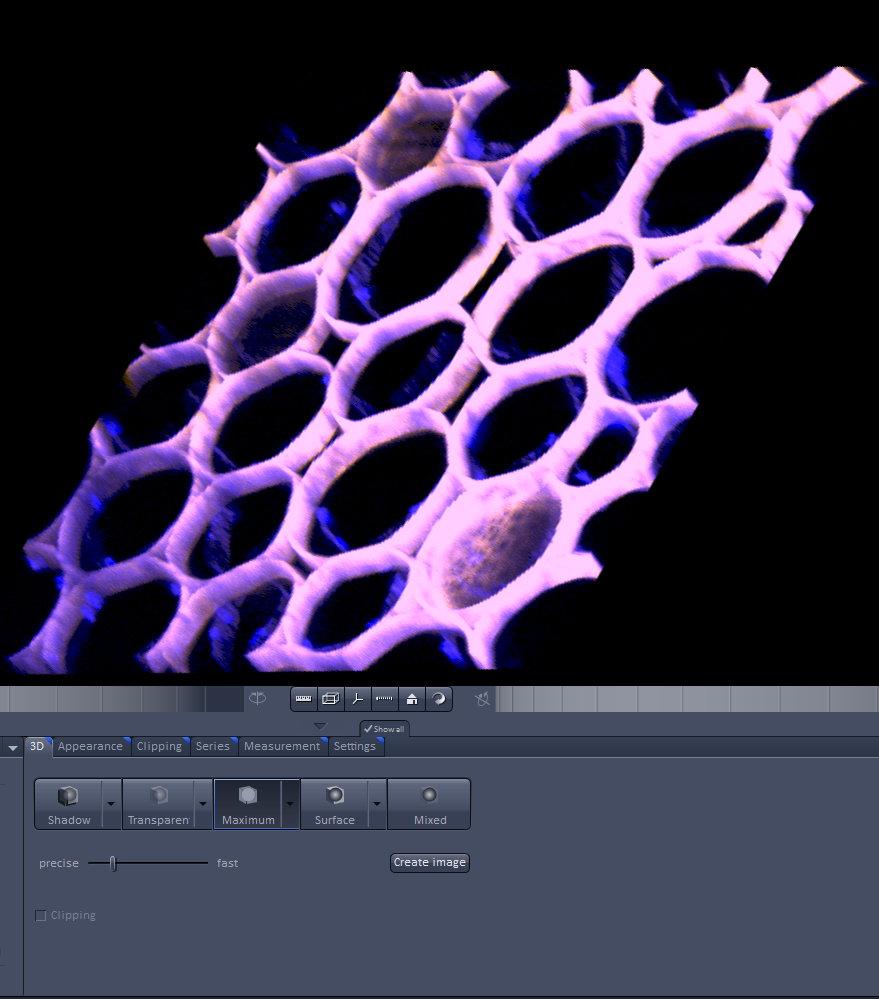 Show all
3D Appearance Clipping Series Measurement Settings
Shadow Transparen Maximum Surface Mixed
precise fast Create image
Clipping